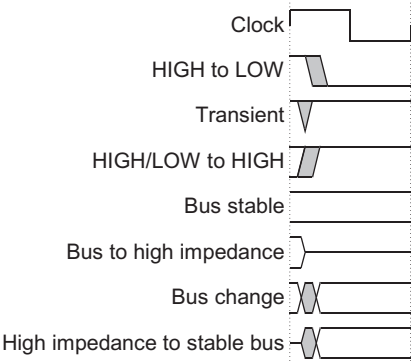 Clock
HIGH to LOW
Transient
HIGH/LOW to HIGH
Bus stable
Bus to high impedance
Bus change
High impedance to stable bus